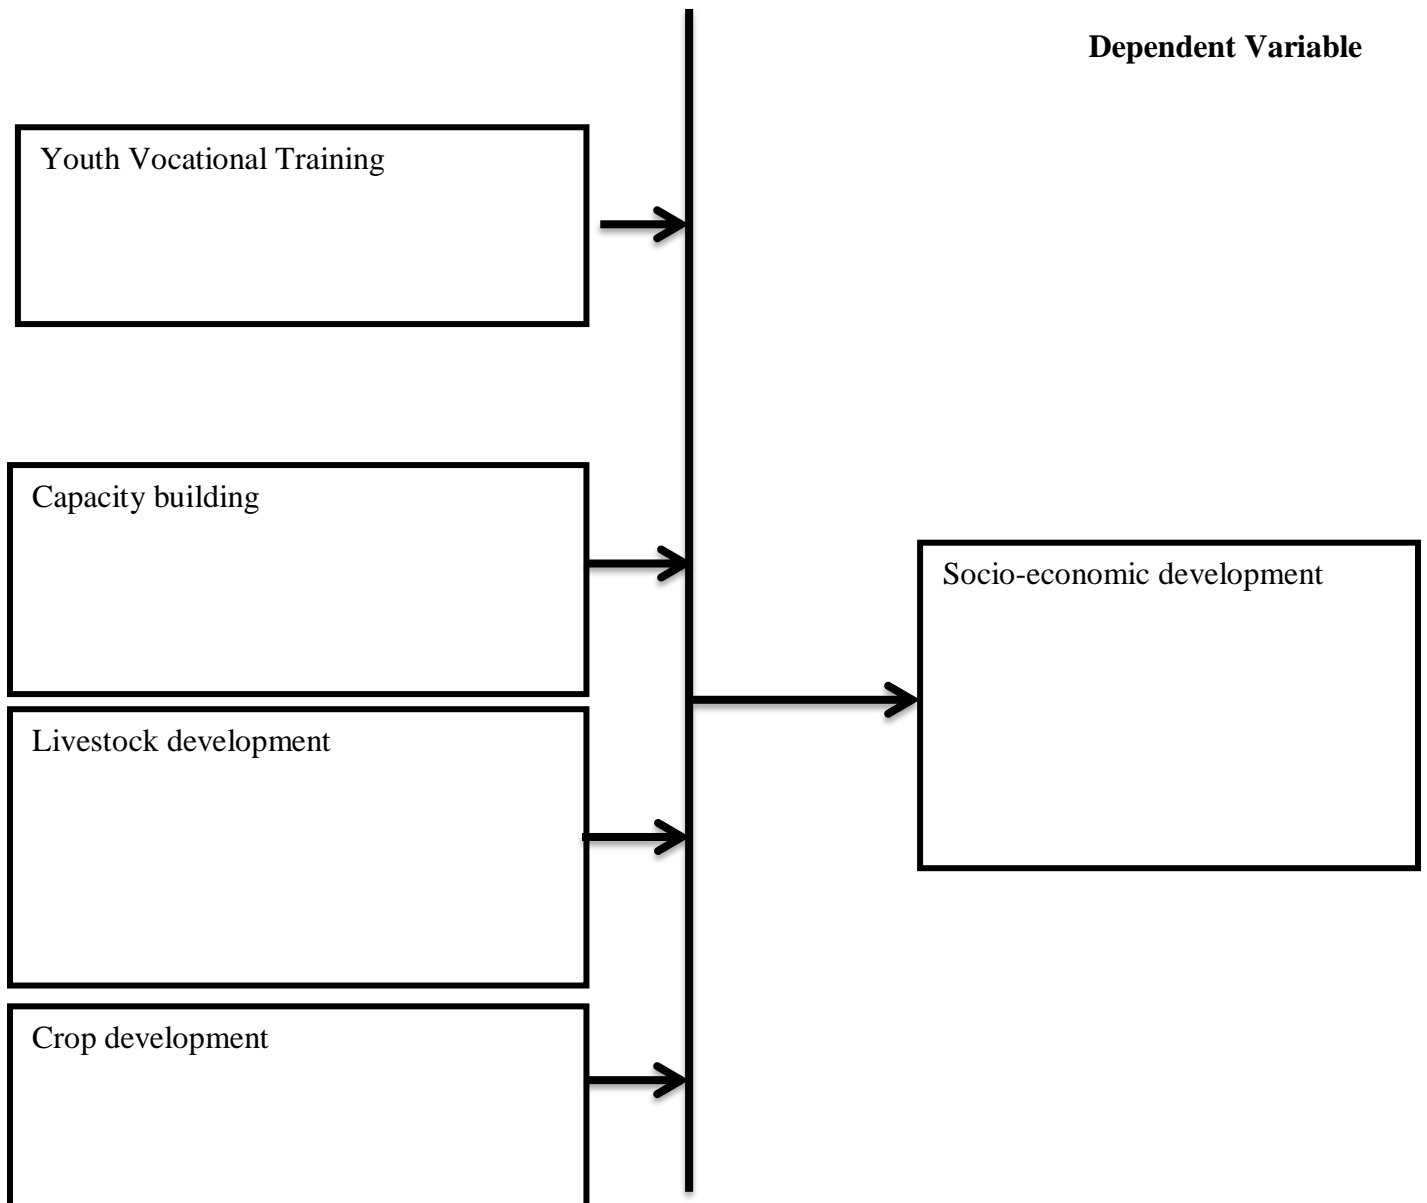 Dependent Variable
Youth Vocational Training
Capacity building
Socio-economic development
Livestock development
Crop development